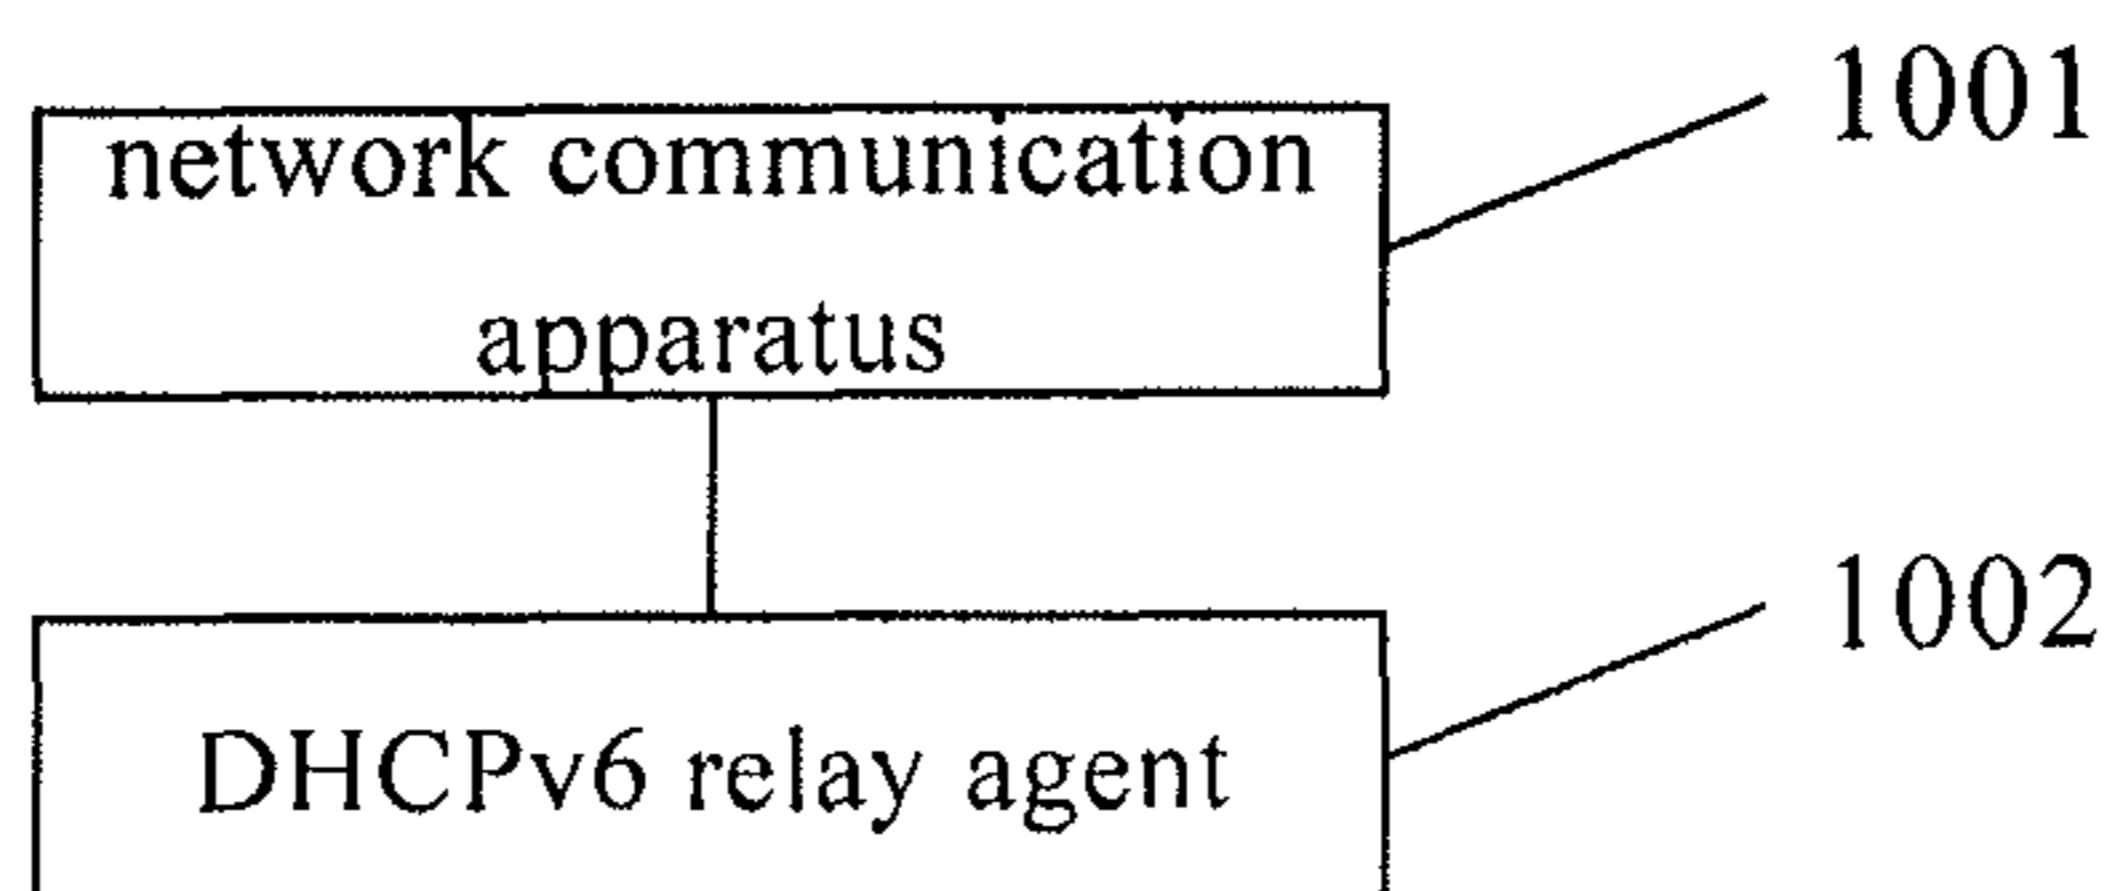 1001
network communication
apparatus
1002
DHCPv6 relay agent